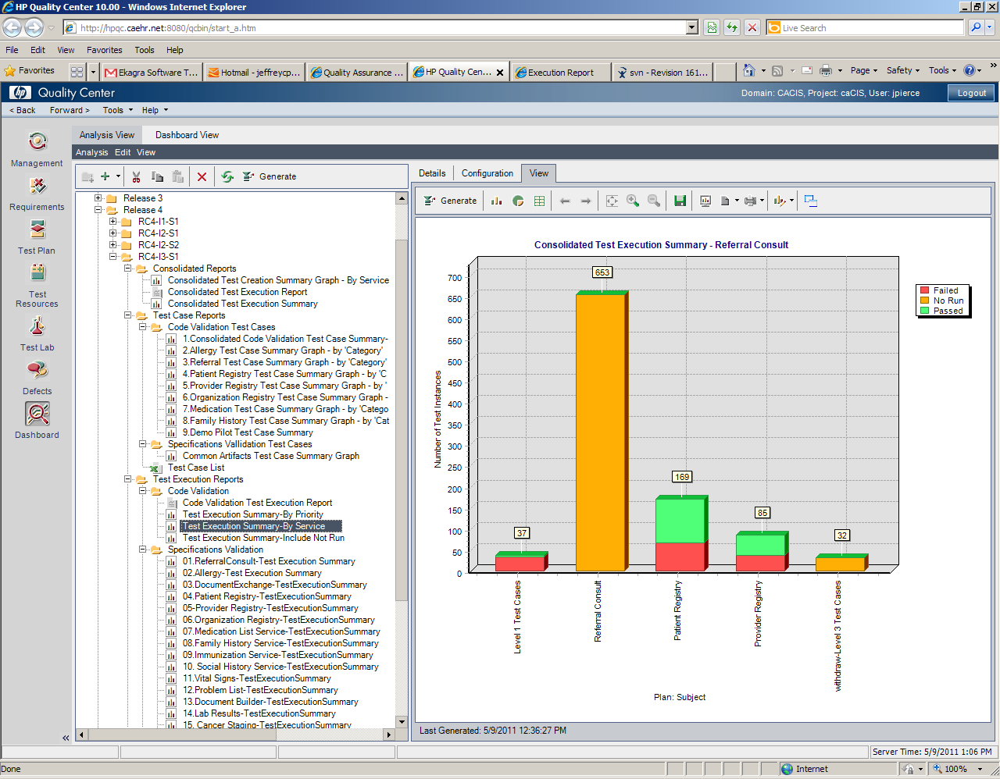 HP Quality Center 10.00 - Windows Internet Explorer
http://hpqc.caehr.net:8080/qcbin/start_a.htm
Live Search
File Edit View Favorites Tools Help
Favorites
Ekagra Software T...
Hotmail - jeffreycp...
Quality Assurance ...
HP Quality Cen...
Execution Report
svn - Revision 161...
Page Safety Tools
hp Quality Center
Domain: CACIS, Project: caCIS, User: jpierce
Logout
< Back Forward > Tools Help
Analysis View Dashboard View
Analysis Edit View
Management
Requirements
Test Plan
Test
Resources
Test Lab
Defects
Dashboard
Generate
Release 3
Release 4
RC4-I1-S1
RC4-I2-S1
RC4-I2-S2
RC4-I3-S1
Consolidated Reports
Consolidated Test Creation Summary Graph - By Service
Consolidated Test Execution Report
Consolidated Test Execution Summary
Test Case Reports
Code Validation Test Cases
1.Consolidated Code Validation Test Case Summary-
2.Allergy Test Case Summary Graph - by 'Category'
3.Referral Test Case Summary Graph - by 'Category'
4.Patient Registry Test Case Summary Graph - by 'C
5.Provider Registry Test Case Summary Graph - by '
6.Organization Registry Test Case Summary Graph -
7.Medication Test Case Summary Graph - by 'Catego
8.Family History Test Case Summary Graph - by 'Cat
9.Demo Pilot Test Case Summary
Specifications Vallidation Test Cases
Common Artifacts Test Case Summary Graph
Test Case List
Test Execution Reports
Code Validation
Code Validation Test Execution Report
Test Execution Summary-By Priority
Test Execution Summary-By Service
Test Execution Summary-Include Not Run
Specifications Validation
01.ReferralConsult-Test Execution Summary
02.Allergy-Test Execution Summary
03.DocumentExchange-TestExecutionSummary
04.Patient Registry-TestExecutionSummary
05-Provider Registry-TestExecutionSummary
06.Organization Registry-TestExecutionSummary
07.Medication List Service-TestExecutionSummary
08.Family History Service-TestExecutionSummary
09.Immunization Service-TestExecutionSummary
10. Social History Service-TestExecutionSummary
11.Vital Signs-TestExecutionSummary
12.Problem List-TestExecutionSummary
13.Document Builder-TestExecutionSummary
14.Lab Results-TestExecutionSummary
15. Cancer Staging-TestExecutionSummary
Details Configuration View
Generate
Consolidated Test Execution Summary - Referral Consult
Number of Test Instances
700
650
600
550
500
450
400
350
300
250
200
150
100
50
0
37
653
169
85
32
Level 1 Test Cases
Referral Consult
Patient Registry
Provider Registry
withdraw-Level 3 Test Cases
Plan: Subject
Failed
No Run
Passed
Last Generated: 5/9/2011 12:36:27 PM
Server Time: 5/9/2011 1:06 PM
Done
Internet
100%